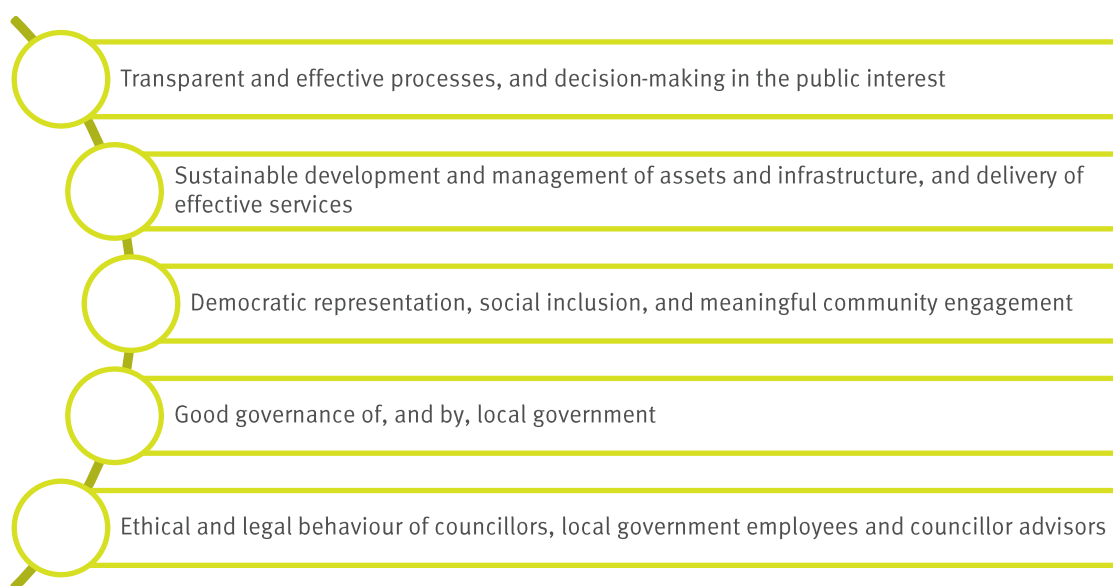 Transparent and effective processes, and decision-making in the public interest
Sustainable development and management of assets and infrastructure, and delivery of
effective services
Democratic representation, social inclusion, and meaningful community engagement
Good governance of, and by, local government
Ethical and legal behaviour of councillors, local government employees and councillor advisors